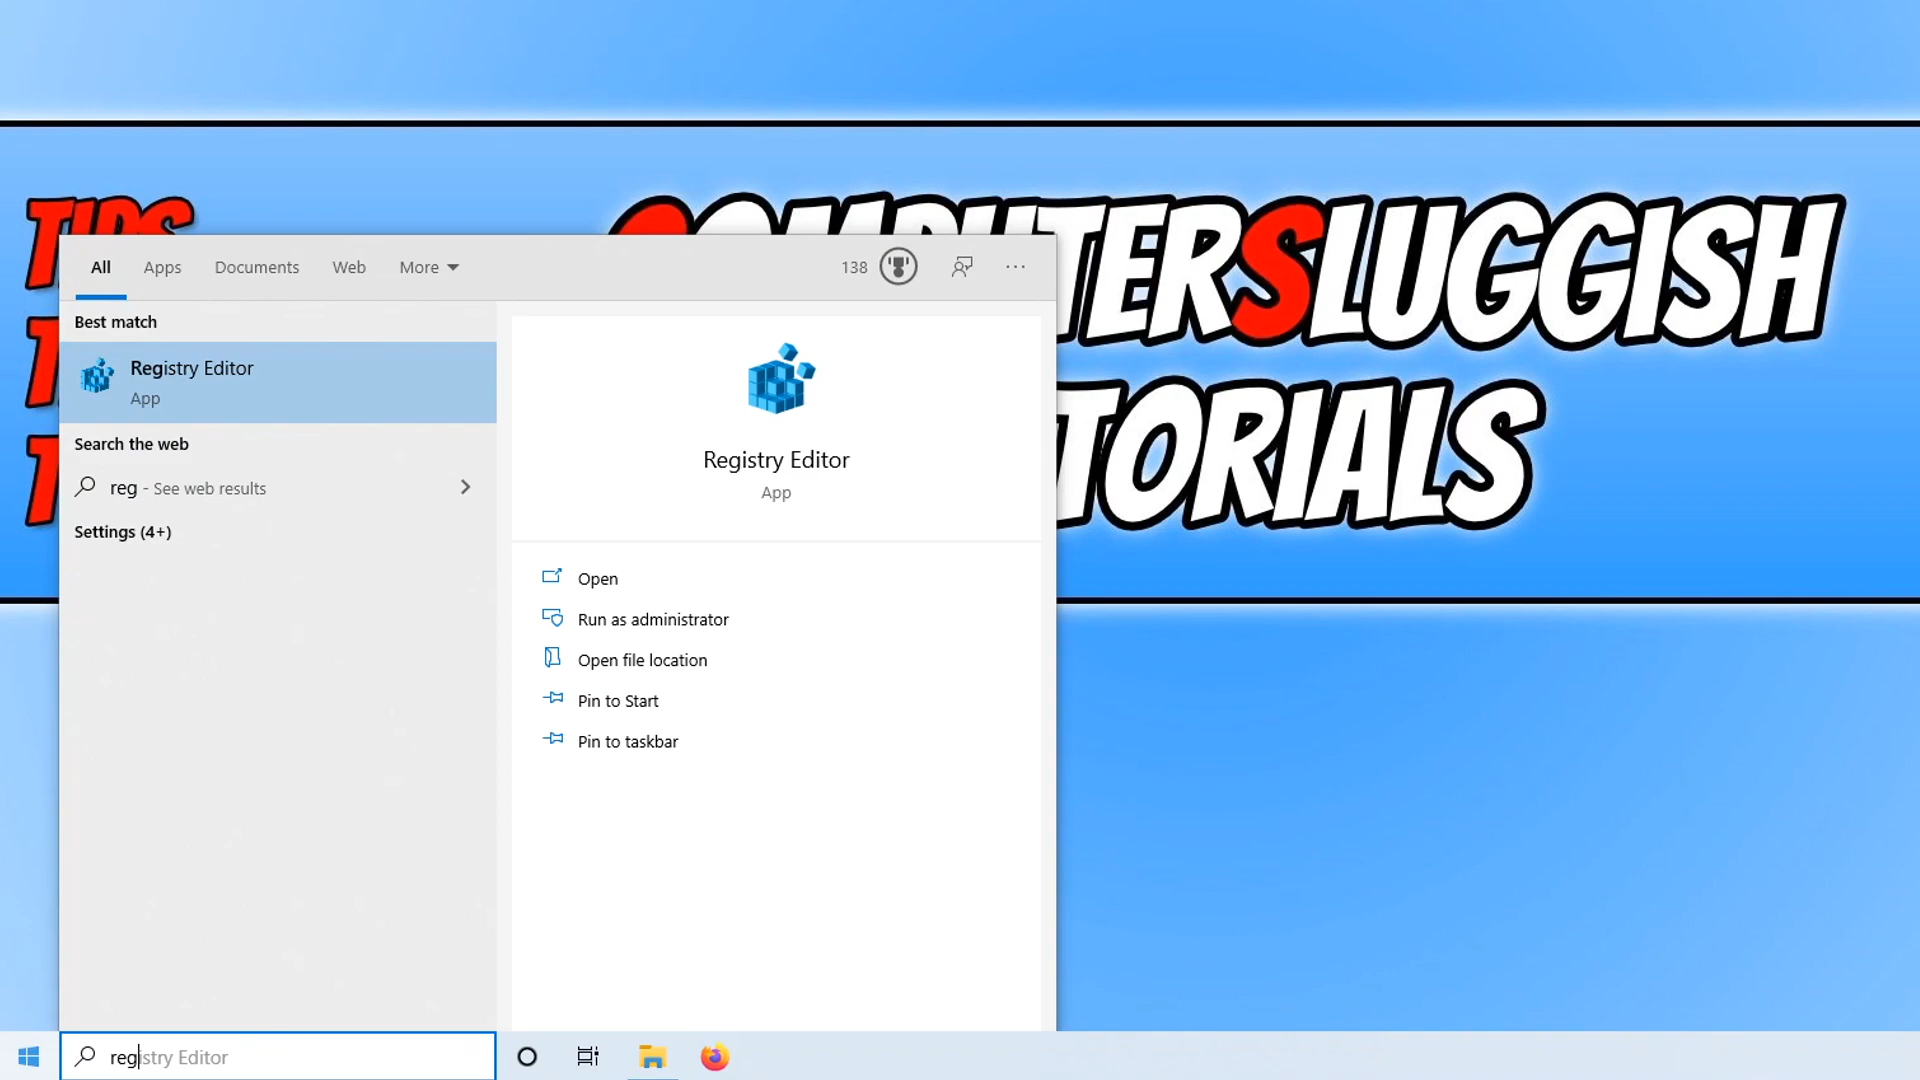 TIPS
COMPUTERSLUGGISH
TORIALS
All Apps Documents Web More 138 ...
Best match
Registry Editor
App
Search the web
reg - See web results
Settings (4+)
Registry Editor
App
Open
Run as administrator
Open file location
Pin to Start
Pin to taskbar
registry Editor